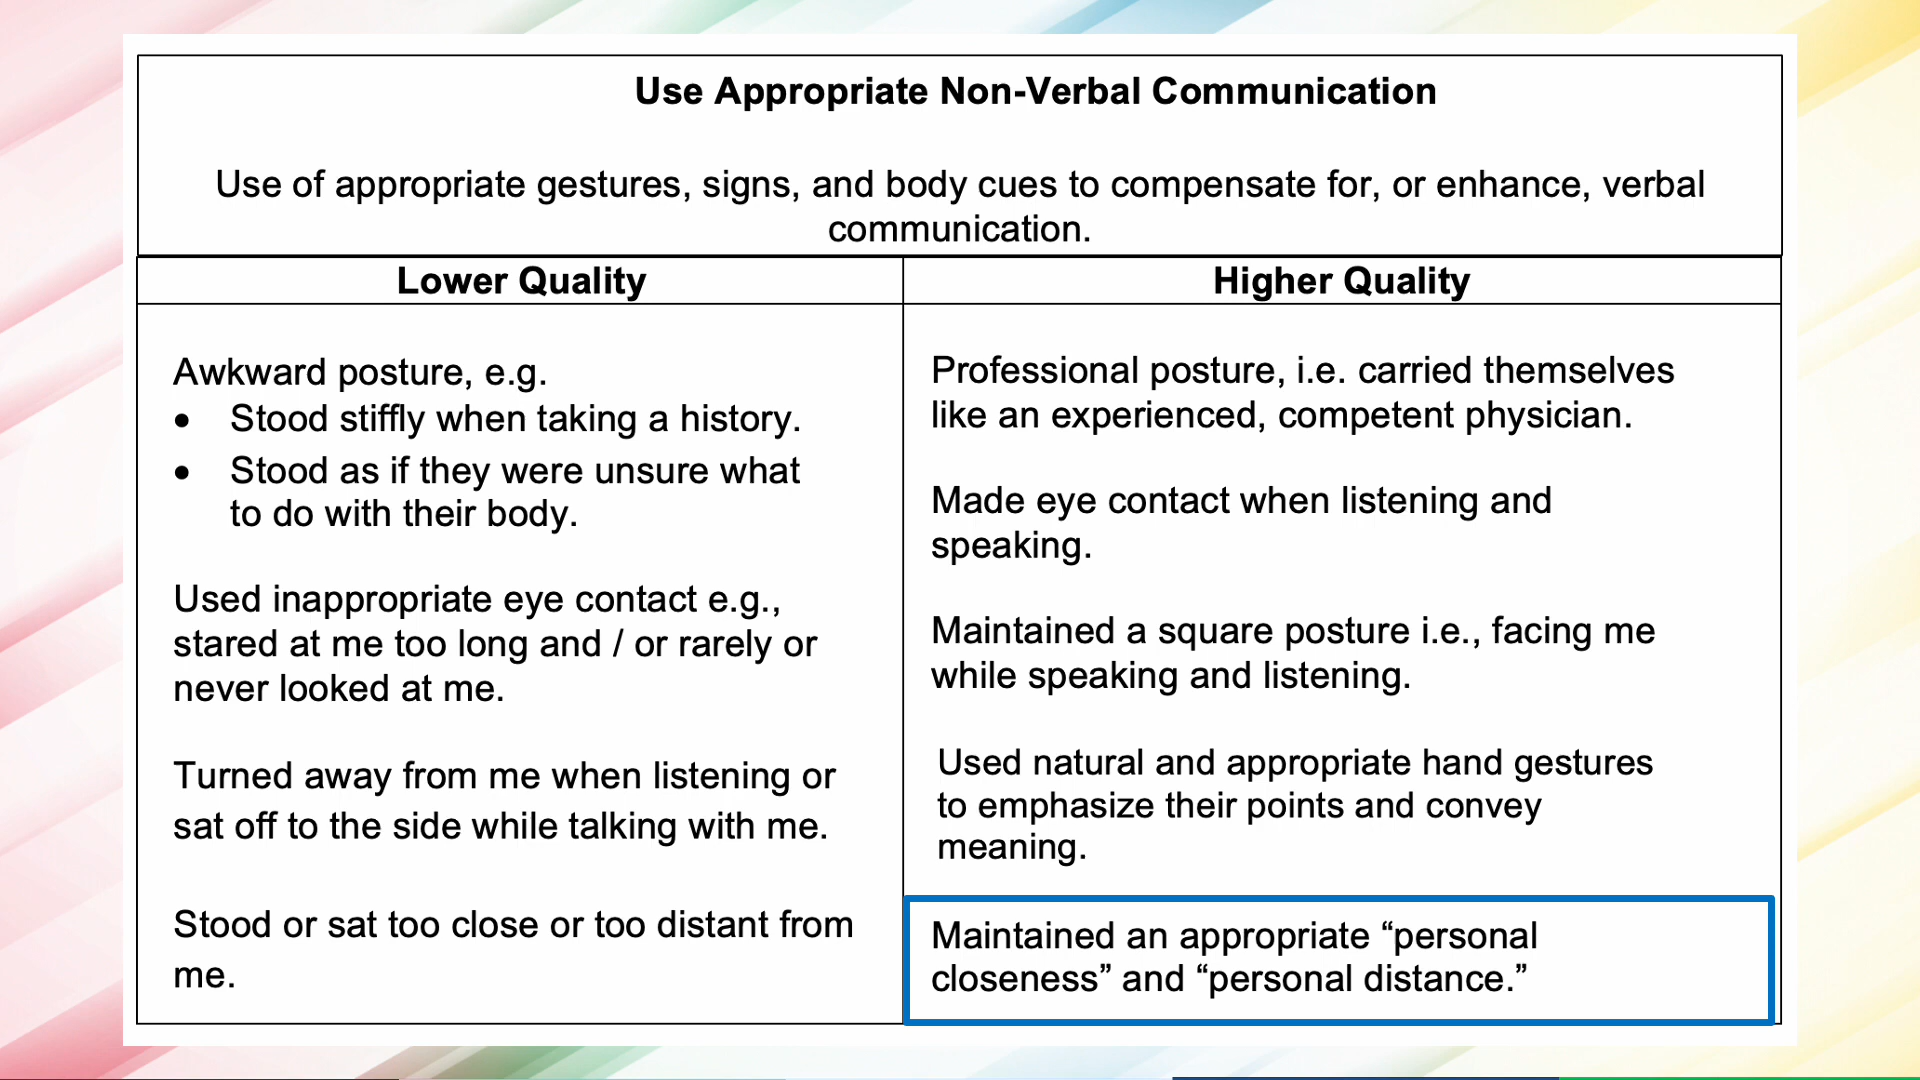 Use Appropriate Non-Verbal Communication
Use of appropriate gestures, signs, and body cues to compensate for, or enhance, verbal
communication.
Lower Quality
Awkward posture, e.g.
• Stood stiffly when taking a history.
• Stood as if they were unsure what
to do with their body.
Used inappropriate eye contact e.g.,
stared at me too long and / or rarely or
never looked at me.
Turned away from me when listening or
sat off to the side while talking with me.
Stood or sat too close or too distant from
me.
Higher Quality
Professional posture, i.e. carried themselves
like an experienced, competent physician.
Made eye contact when listening and
speaking.
Maintained a square posture i.e., facing me
while speaking and listening.
Used natural and appropriate hand gestures
to emphasize their points and convey
meaning.
Maintained an appropriate “personal
closeness” and “personal distance.”